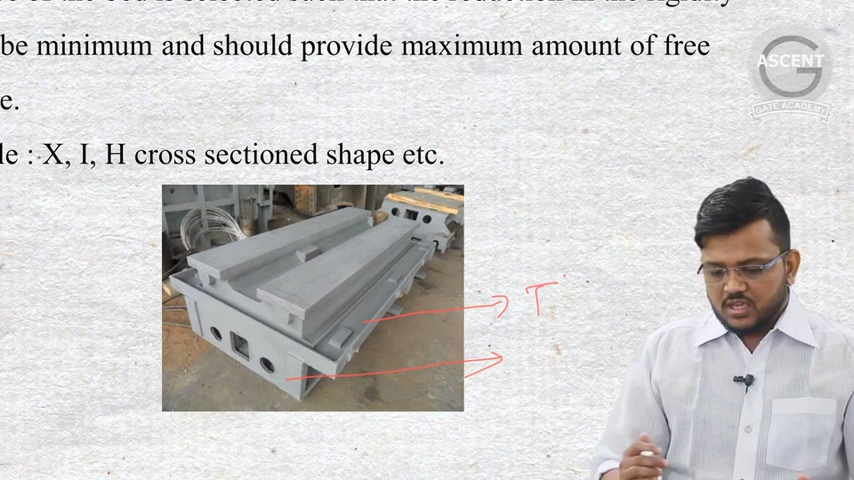 be minimum and should provide maximum amount of free
e.
le : X, I, H cross sectioned shape etc.
T
ASCENT
GATE ACADEMY